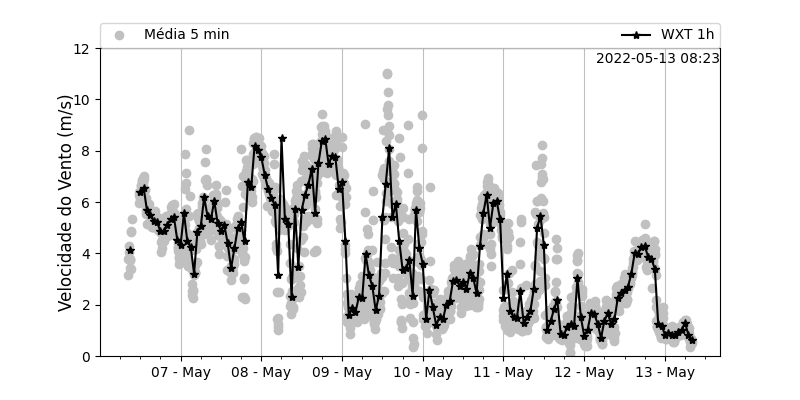 Média 5 min
WXT 1h
2022-05-13 08:23
Velocidade do Vento (m/s)
12
10
8
6
4
2
0
07 - May
08 - May
09 - May
10 - May
11 - May
12 - May
13 - May